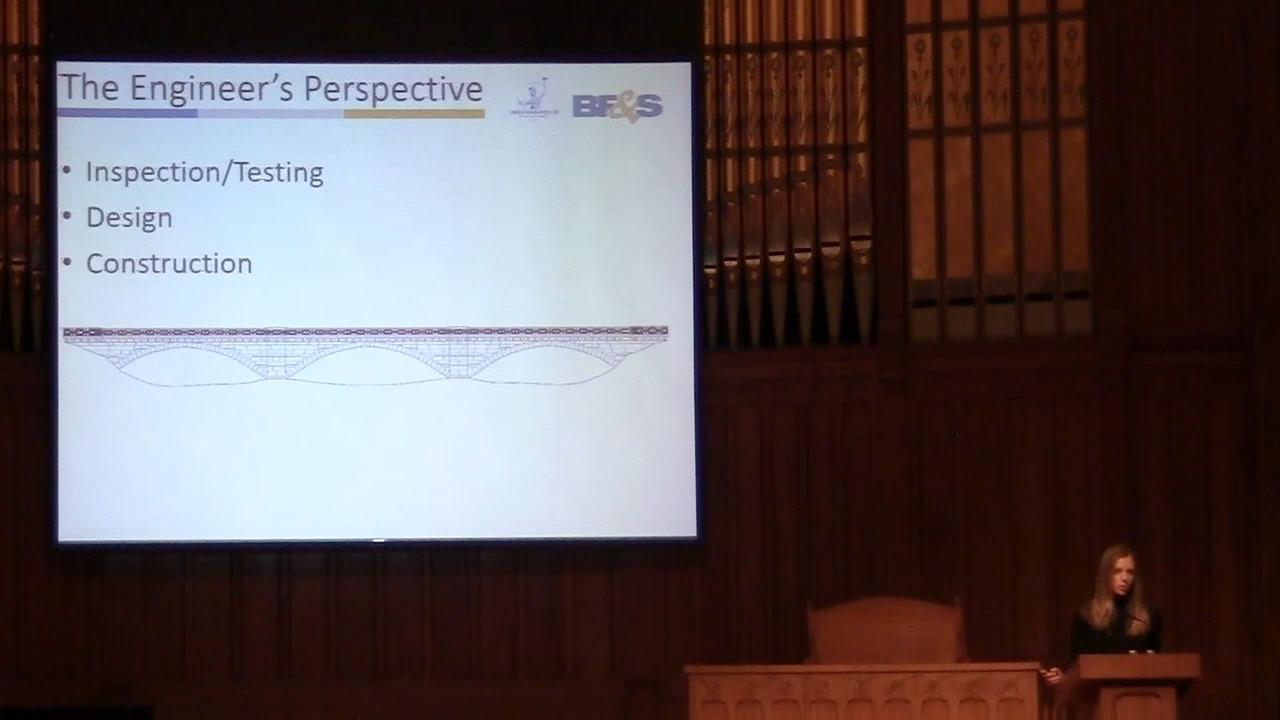 The Engineer's Perspective
BF&S
• Inspection/Testing
• Design
• Construction